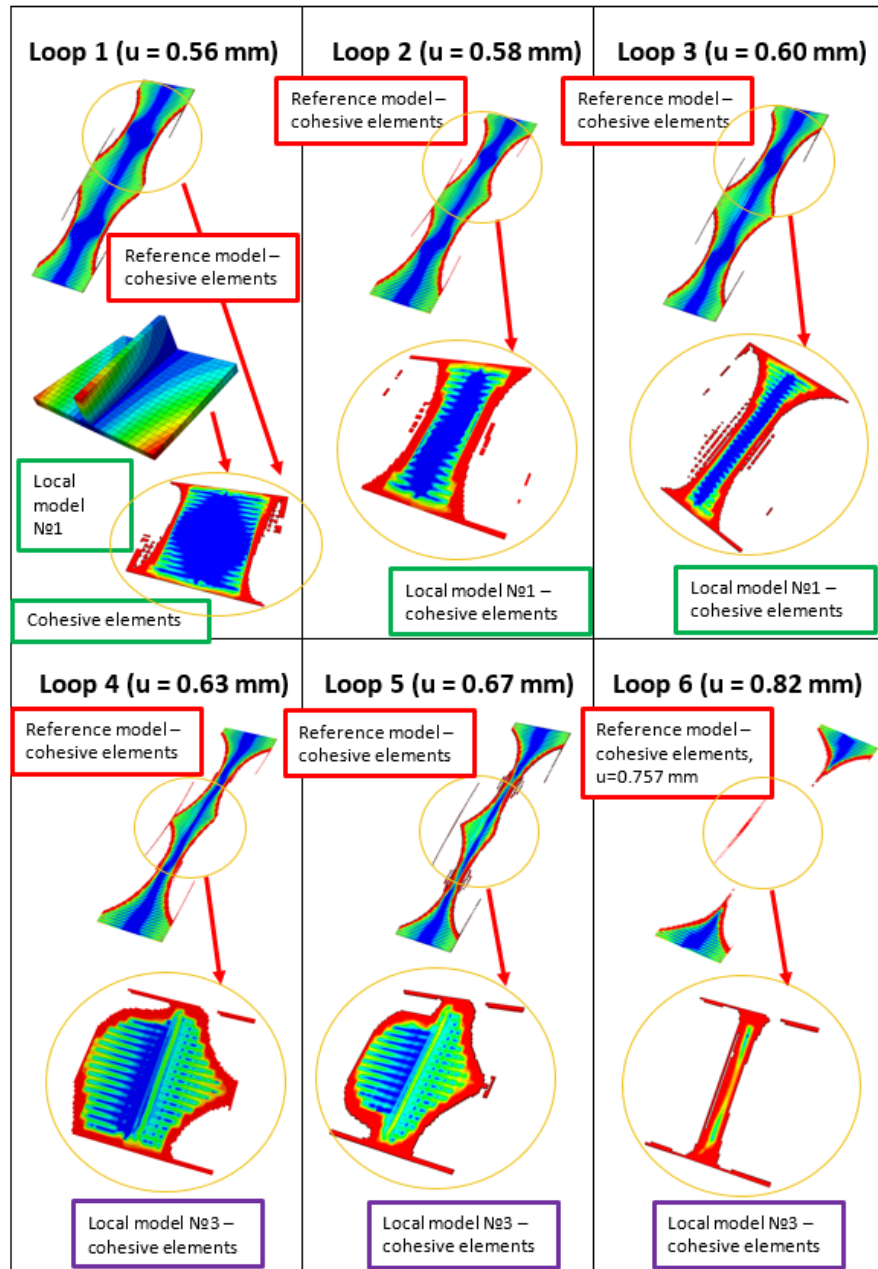 Loop 1 (u = 0.56 mm)
Reference model –
cohesive elements
Local
model
№1
Cohesive elements
Loop 2 (u = 0.58 mm)
Reference model –
cohesive elements
Local model №1 –
cohesive elements
Loop 3 (u = 0.60 mm)
Reference model –
cohesive elements
Local model №1 –
cohesive elements
Loop 4 (u = 0.63 mm)
Reference model –
cohesive elements
Local model №3 –
cohesive elements
Loop 5 (u = 0.67 mm)
Reference model –
cohesive elements
Local model №3 –
cohesive elements
Loop 6 (u = 0.82 mm)
Reference model –
cohesive elements,
u=0.757 mm
Local model №3 –
cohesive elements